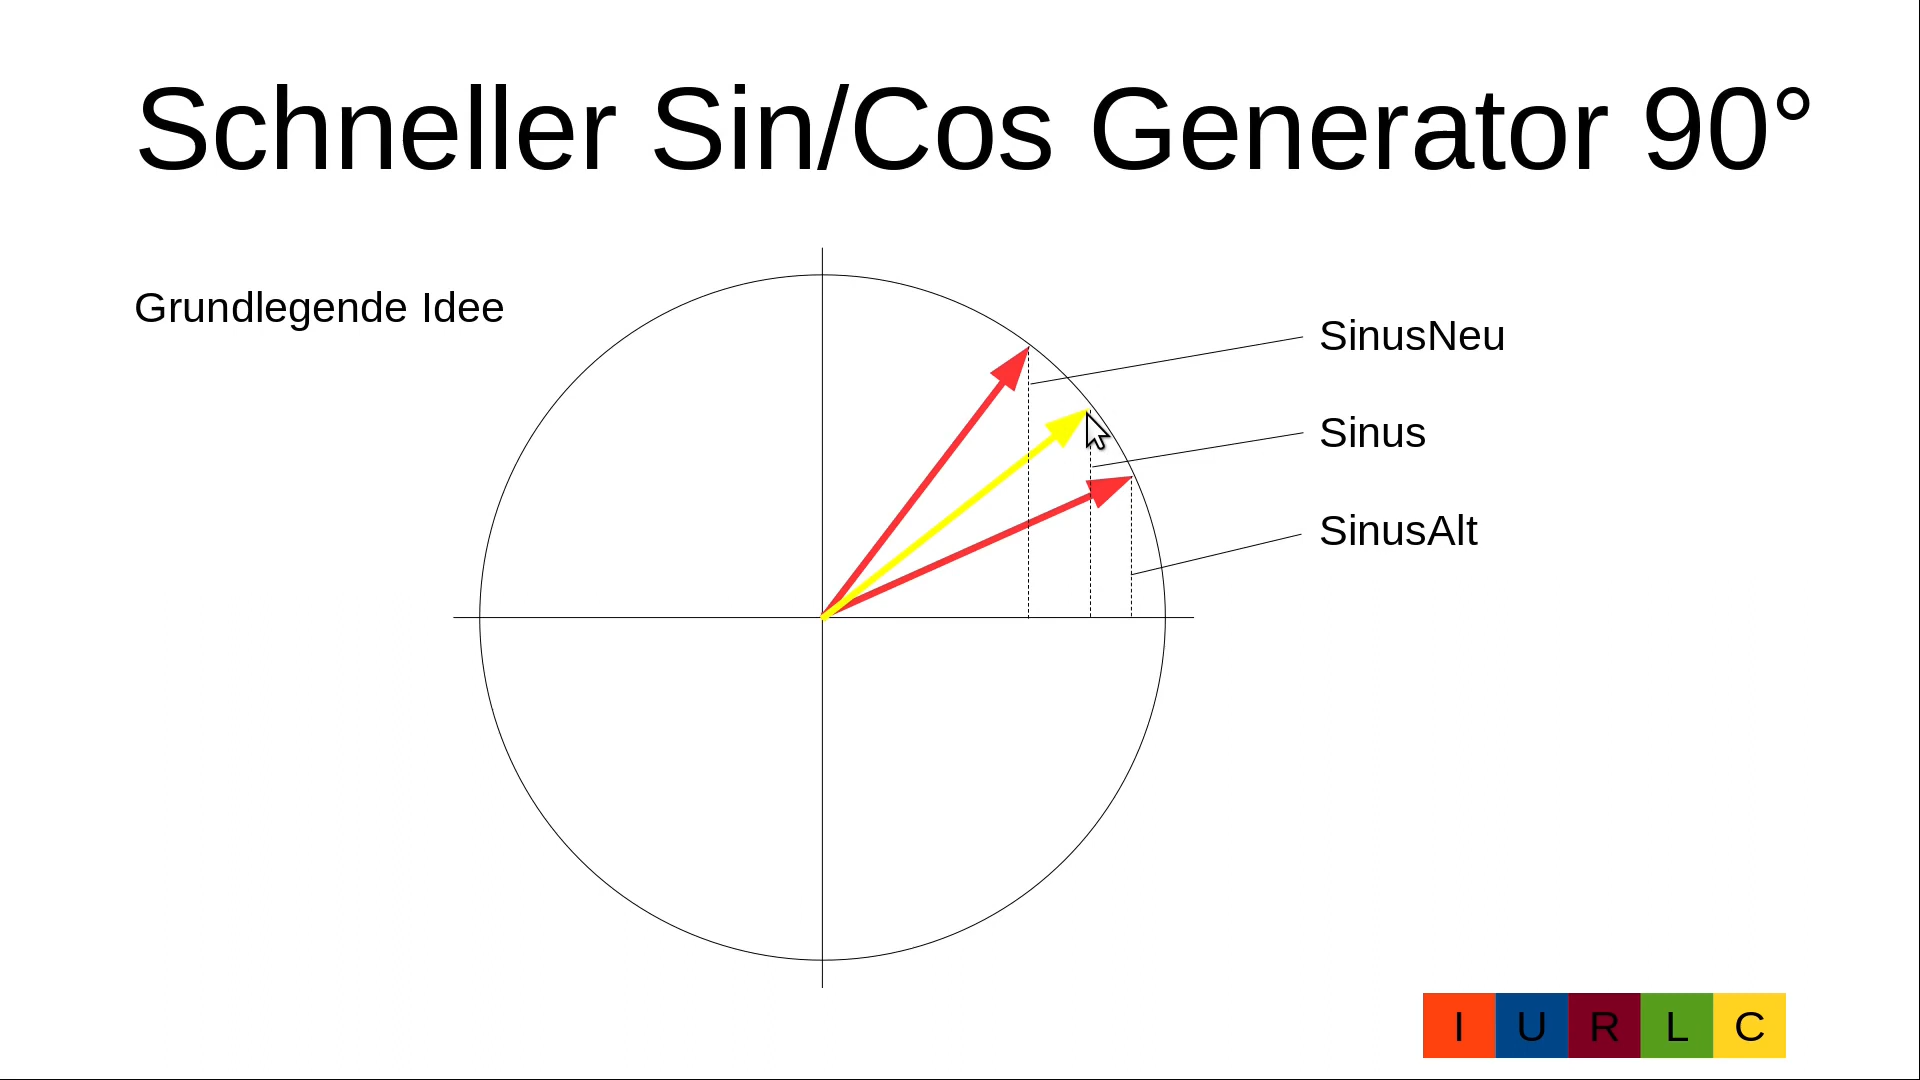 Schneller Sin/Cos Generator 90°
Grundlegende Idee
SinusNeu
Sinus
SinusAlt
I U R L C